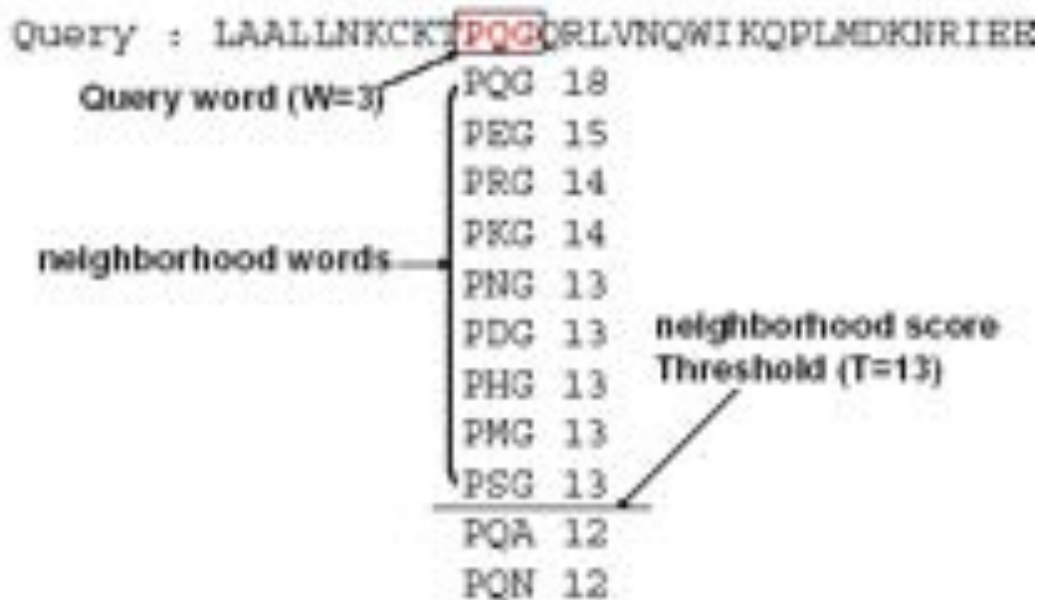 Query : LAALLNKCKTPQGQRLVNQWIKQPLMDKNRIEE
Query word (W=3)
PQG 18
PEG 15
PRG 14
PKG 14
neighborhood words
PNG 13
PDG 13
PHG 13
PMG 13
PSG 13
neighborhood score
Threshold (T=13)
PQA 12
PQN 12